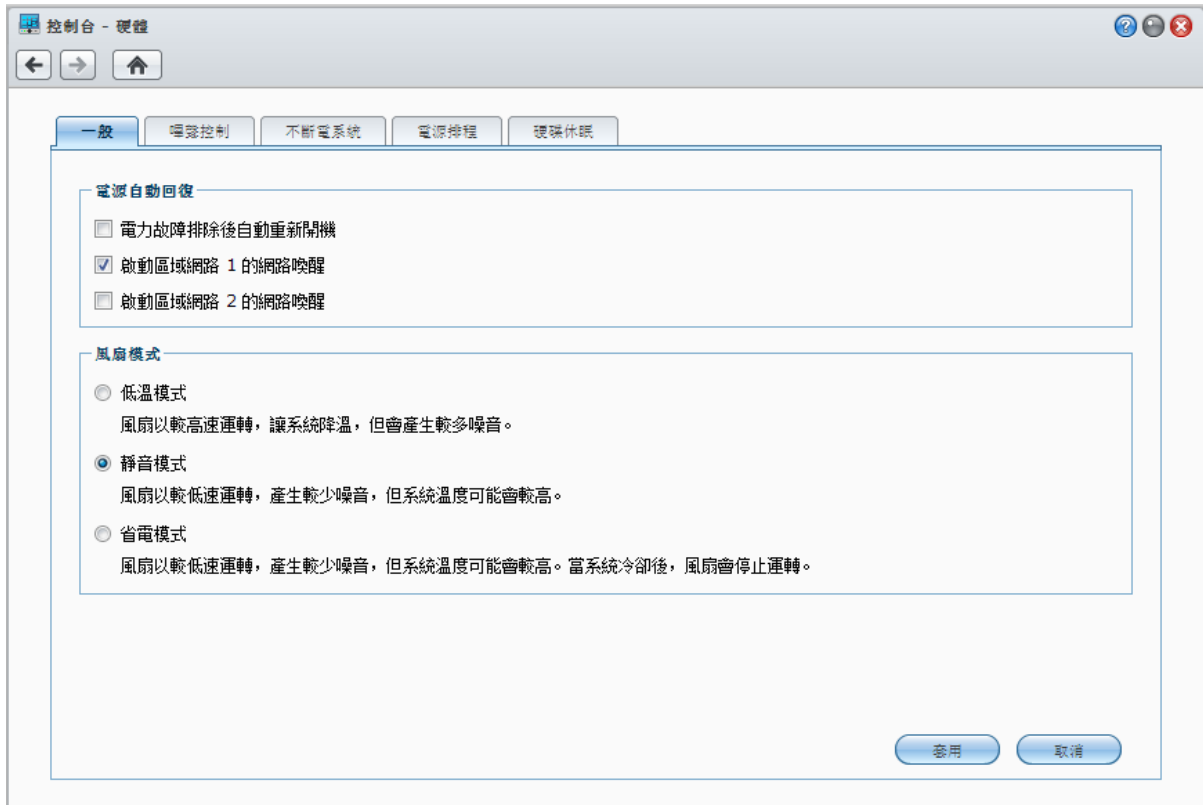 控制台 - 硬體
一般
嗶聲控制
不斷電系統
電源排程
硬碟休眠
電源自動回復
電力故障排除後自動重新開機
啟動區域網路 1 的網路喚醒
啟動區域網路 2 的網路喚醒
風扇模式
低溫模式
風扇以較高速運轉，讓系統降溫，但會產生較多噪音。
靜音模式
風扇以較低速運轉，產生較少噪音，但系統溫度可能會較高。
省電模式
風扇以較低速運轉，產生較少噪音，但系統溫度可能會較高。當系統冷卻後，風扇會停止運轉。
套用
取消